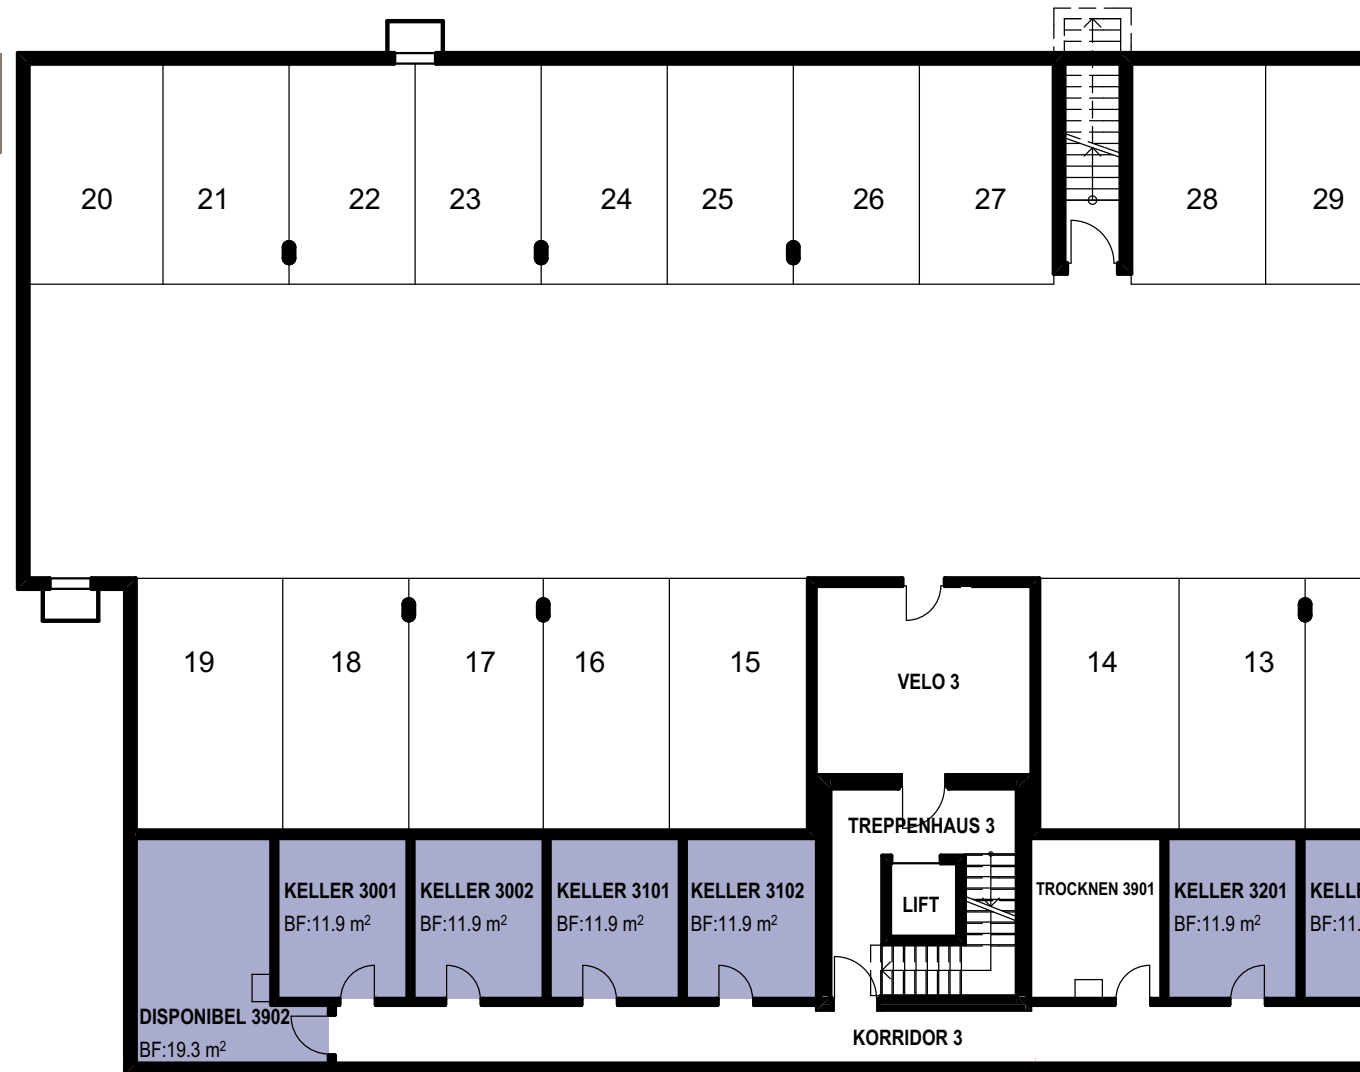 20 21 22 23 24 25 26 27 28 29
19 18 17 16 15 14 13
VELO 3
TREPPENHAUS 3
LIFT
KELLER 3001
BF:11.9 m²
KELLER 3002
BF:11.9 m²
KELLER 3101
BF:11.9 m²
KELLER 3102
BF:11.9 m²
TROCKNEN 3901
KELLER 3201
BF:11.9 m²
KELLE
BF:11.
DISPONIBEL 3902
BF:19.3 m²
KORRIDOR 3